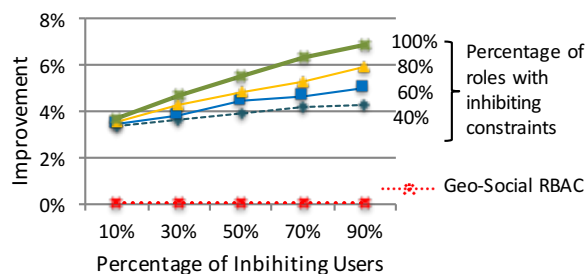 8%
6%
4%
2%
0%
Improvement
10% 30% 50% 70% 90%
Percentage of Inbihiting Users
100%
80%
60%
40%
Percentage of
roles with
inhibiting
constraints
Geo-Social RBAC